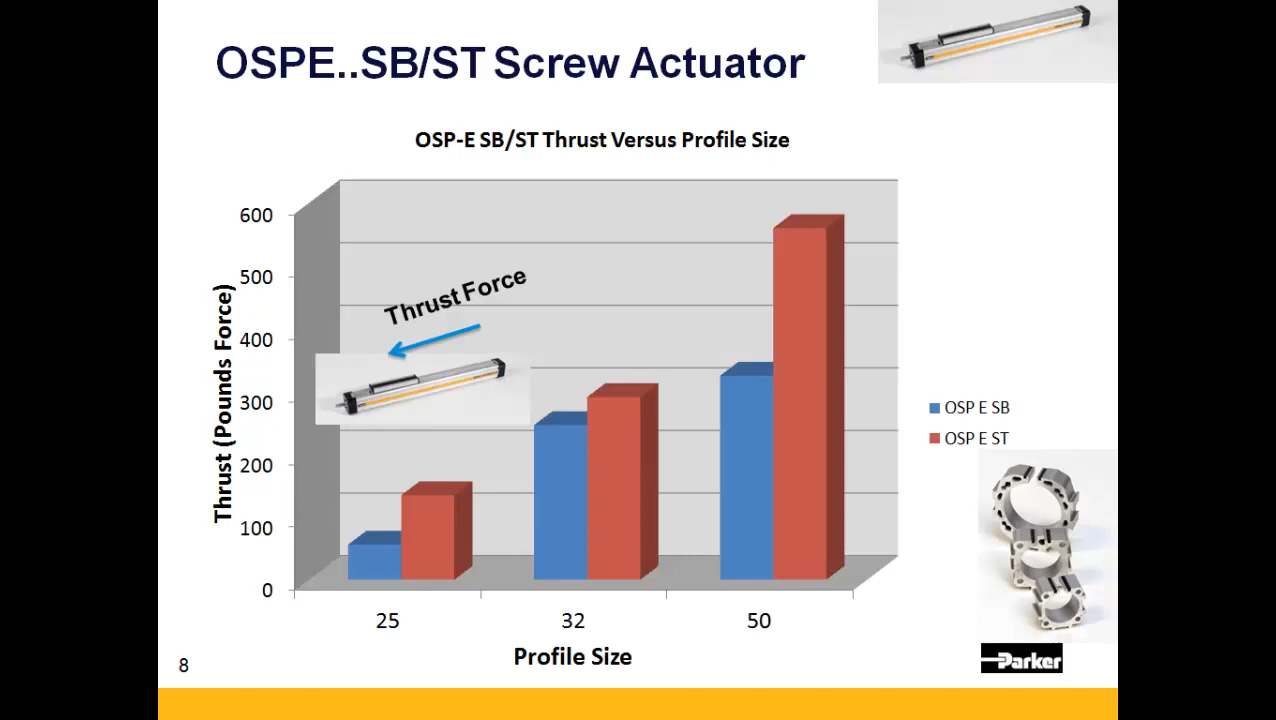 OSPE..SB/ST Screw Actuator
OSP-E SB/ST Thrust Versus Profile Size
Thrust (Pounds Force)
600
500
400
300
200
100
0
Thrust Force
25
32
50
Profile Size
OSP E SB
OSP E ST
8
Parker